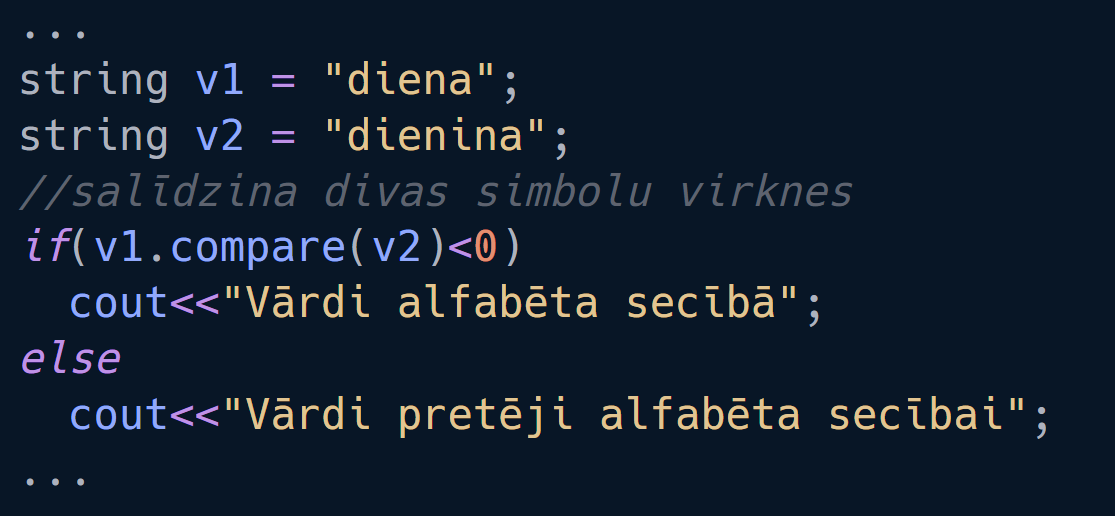 ...
string v1 = "diena";
string v2 = "dienina";
//salīdzina divas simbolu virknes
if(v1.compare(v2)<0)
  cout<<"Vārdi alfabēta secībā";
else
  cout<<"Vārdi pretēji alfabēta secībai";
...